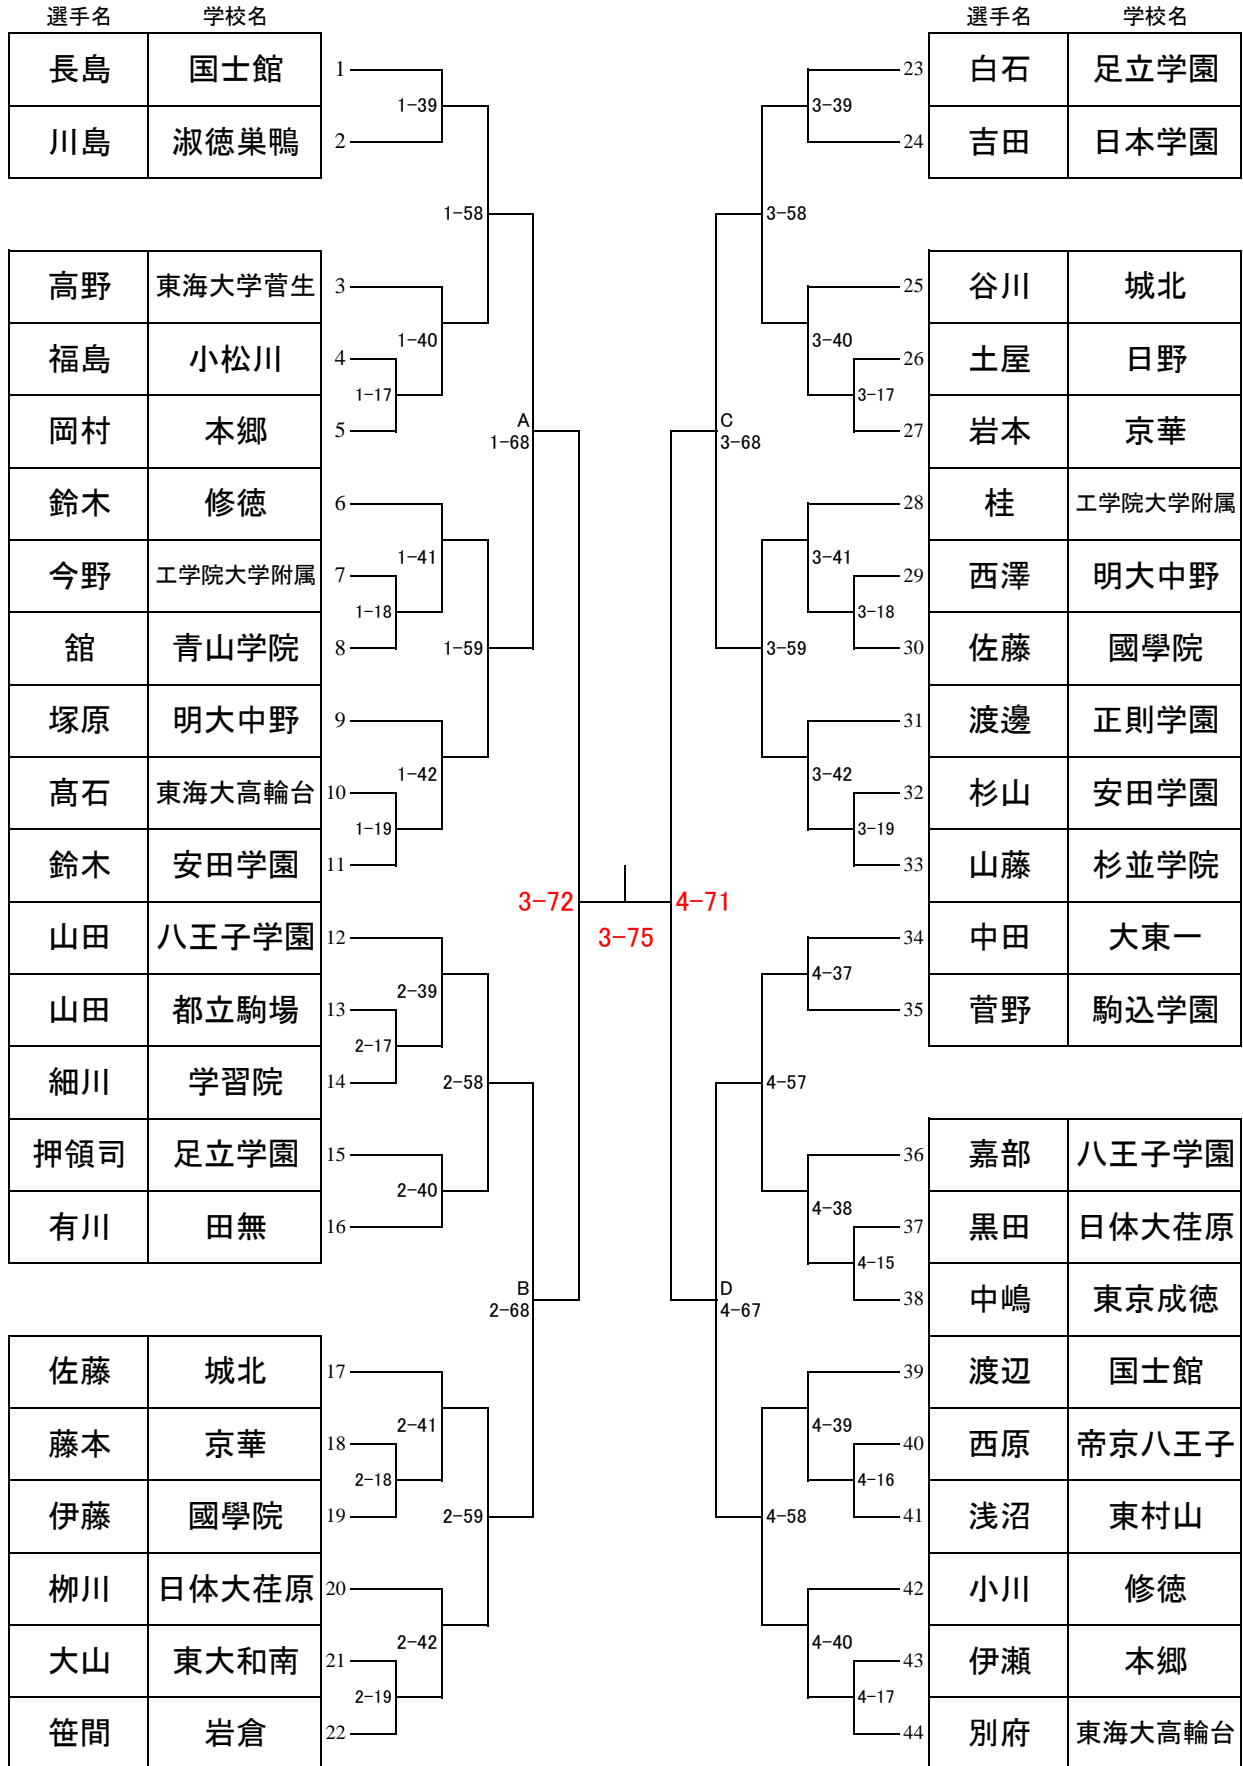 選手名 学校名
長島 国士館 1
1-39
川島 淑徳巣鴨 2
1-58
高野 東海大学菅生 3
1-40
福島 小松川 4
1-17
岡村 本郷 5
A
1-68
鈴木 修徳 6
1-41
今野 工学院大学附属 7
1-18
舘 青山学院 8
1-59
塚原 明大中野 9
1-42
髙石 東海大高輪台 10
1-19
鈴木 安田学園 11
3-72
山田 八王子学園 12
2-39
山田 都立駒場 13
2-17
細川 学習院 14
2-58
押領司 足立学園 15
2-40
有川 田無 16
B
2-68
佐藤 城北 17
2-41
藤本 京華 18
2-18
伊藤 國學院 19
2-59
栁川 日体大荏原 20
2-42
大山 東大和南 21
2-19
笹間 岩倉 22
3-75
選手名 学校名
23 白石 足立学園
3-39
24 吉田 日本学園
3-58
25 谷川 城北
3-40
26 土屋 日野
3-17
27 岩本 京華
C
3-68
28 桂 工学院大学附属
3-41
29 西澤 明大中野
3-18
30 佐藤 國學院
3-59
31 渡邊 正則学園
3-42
32 杉山 安田学園
3-19
33 山藤 杉並学院
4-71
34 中田 大東一
4-37
35 菅野 駒込学園
4-57
36 嘉部 八王子学園
4-38
37 黒田 日体大荏原
4-15
38 中嶋 東京成徳
D
4-67
39 渡辺 国士館
4-39
40 西原 帝京八王子
4-16
41 浅沼 東村山
4-58
42 小川 修徳
4-40
43 伊瀬 本郷
4-17
44 別府 東海大高輪台